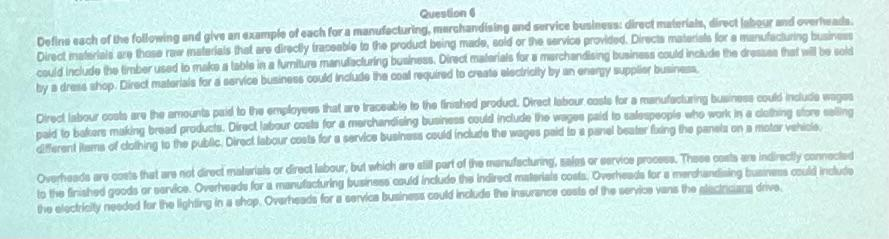 Question 6
Define each of the following and give an example of each for a manufacturing, merchandising and service business: direct materials, direct labour and overheads.
Direct materials are those raw materials that are directly traceable to the product being made, sold or the service provided. Directs materials for a manufacturing business
could include the timber used to make a table in a furniture manufacturing business. Direct materials for a merchandising business could include the dresses that will be sold
by a dress shop. Direct materials for a service business could include the coal required to create electricity by an energy supplier business.
Direct labour costs are the amounts paid to the employees that are traceable to the finished product. Direct labour costs for a manufacturing business could include wages
paid to bakers making bread products. Direct labour costs for a merchandising business could include the wages paid to salespeople who work in a clothing store selling
different items of clothing to the public. Direct labour costs for a service business could include the wages paid to a panel beater fixing the panels on a motor vehicle.
Overheads are costs that are not direct materials or direct labour, but which are still part of the manufacturing, sales or service process. These costs are indirectly connected
to the finished goods or service. Overheads for a manufacturing business could include the indirect materials costs. Overheads for a merchandising business could include
the electricity needed for the lighting in a shop. Overheads for a service business could include the insurance costs of the service vans the electricians drive.